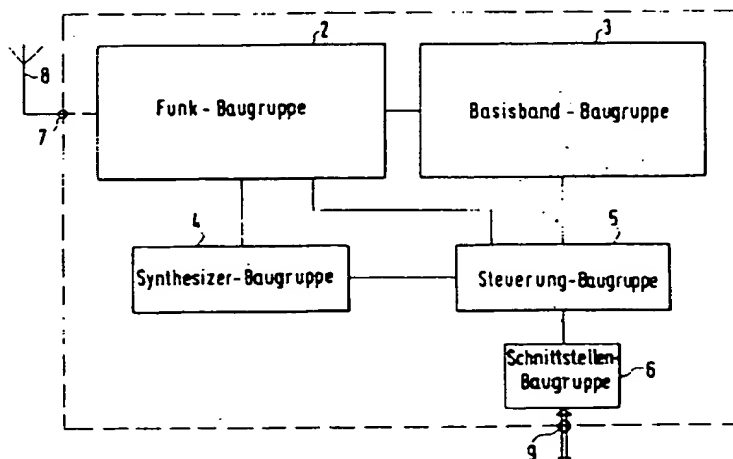 2
3
8
Funk-Baugruppe
Basisband-Baugruppe
7
4
5
Synthesizer-Baugruppe
Steuerung-Baugruppe
Schnittstellen-
Baugruppe
6
9